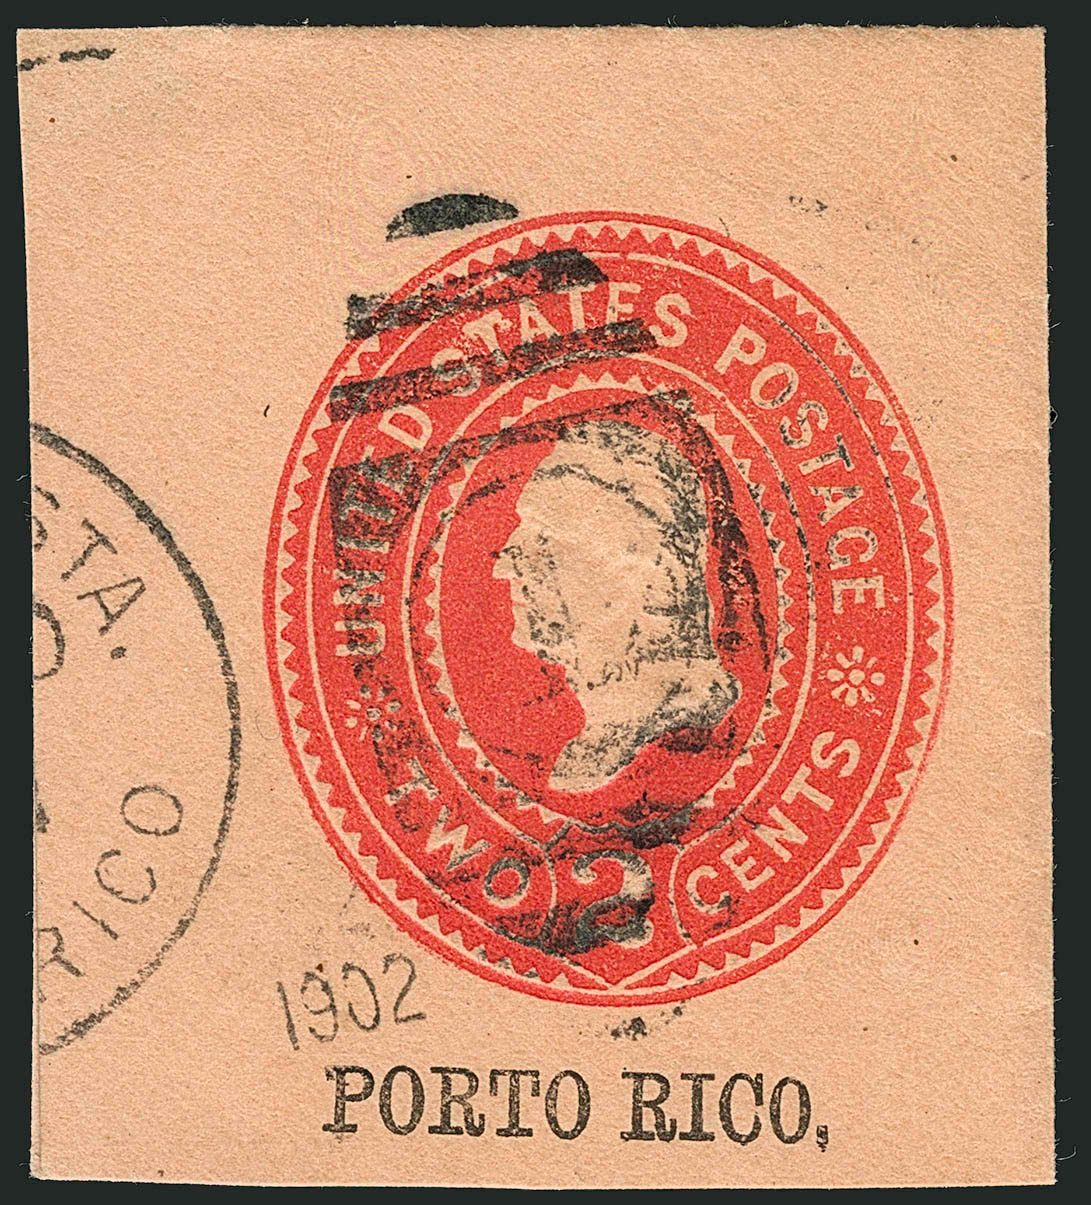 UNITED STATES POSTAGE
TWO
2
CENTS
STA.
RICO
1902
PORTO RICO.